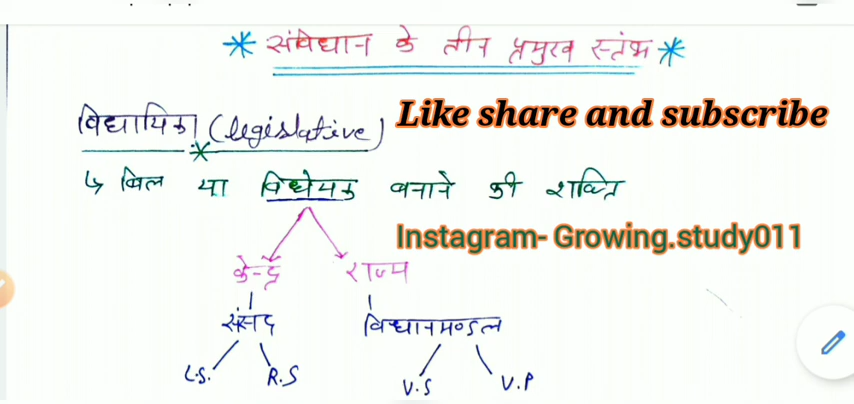 * संविधान के तीन प्रमुख स्तंभ *
विधायिका (legislative)
Like share and subscribe
*
↳ बिल या विधेयक बनाने की शक्ति
Instagram- Growing.study011
केन्द्र राज्य
संसद विधानमण्डल
L.S. R.S V.S V.P